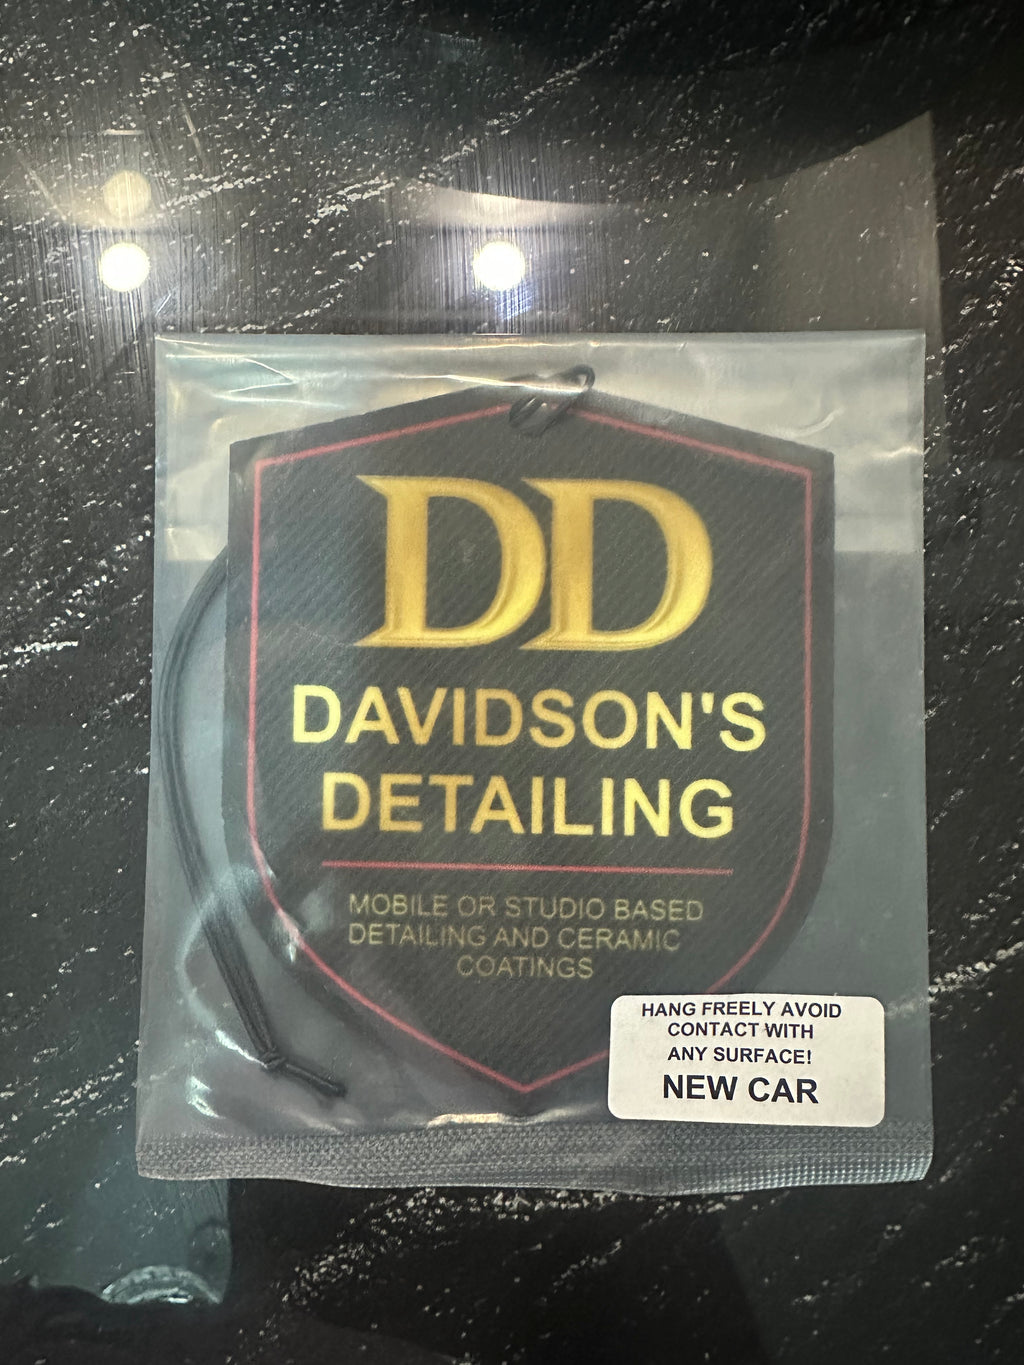 DD
DAVIDSON'S
DETAILING
MOBILE OR STUDIO BASED
DETAILING AND CERAMIC
COATINGS
HANG FREELY AVOID
CONTACT WITH
ANY SURFACE!
NEW CAR